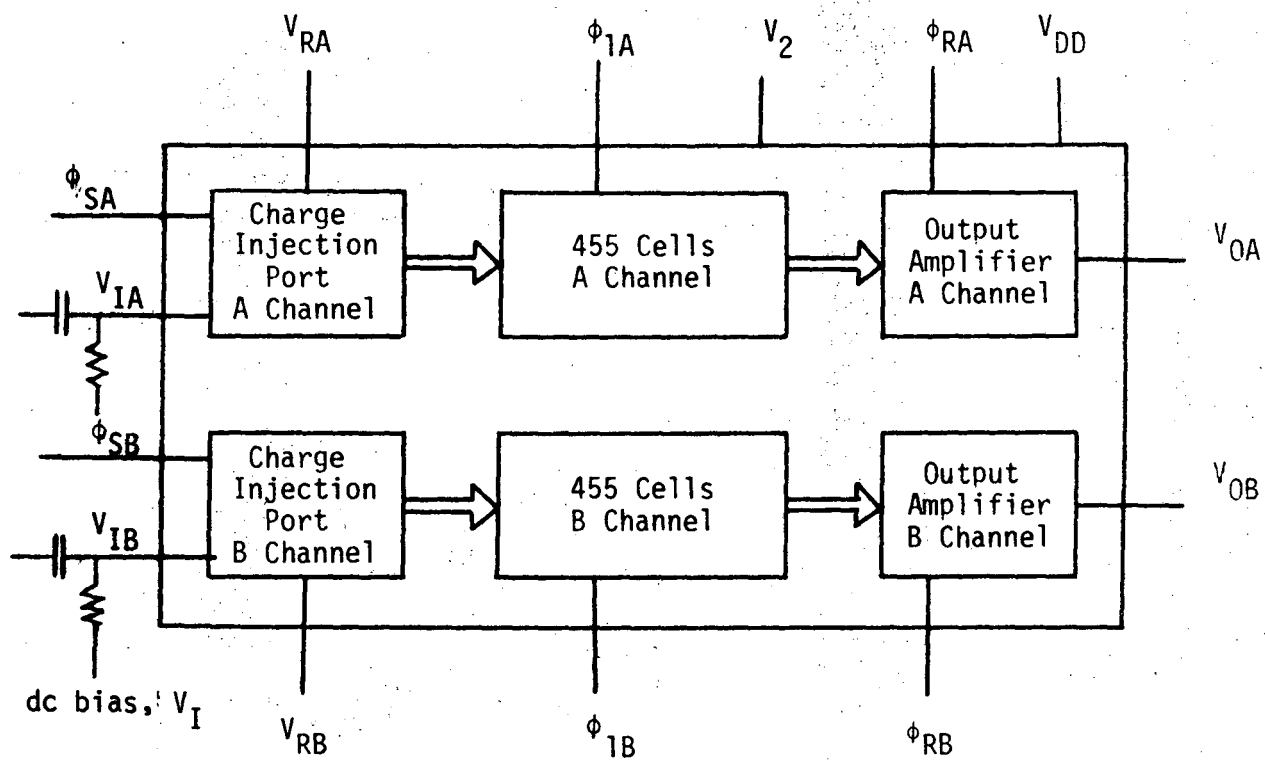 V_RA ϕ_1A V_2 ϕ_RA V_DD
ϕ_SA
Charge
Injection
Port
A Channel
455 Cells
A Channel
Output
Amplifier
A Channel
V_OA
V_IA
ϕ_SB
Charge
Injection
Port
B Channel
455 Cells
B Channel
Output
Amplifier
B Channel
V_OB
V_IB
dc bias, V_I
V_RB ϕ_1B ϕ_RB